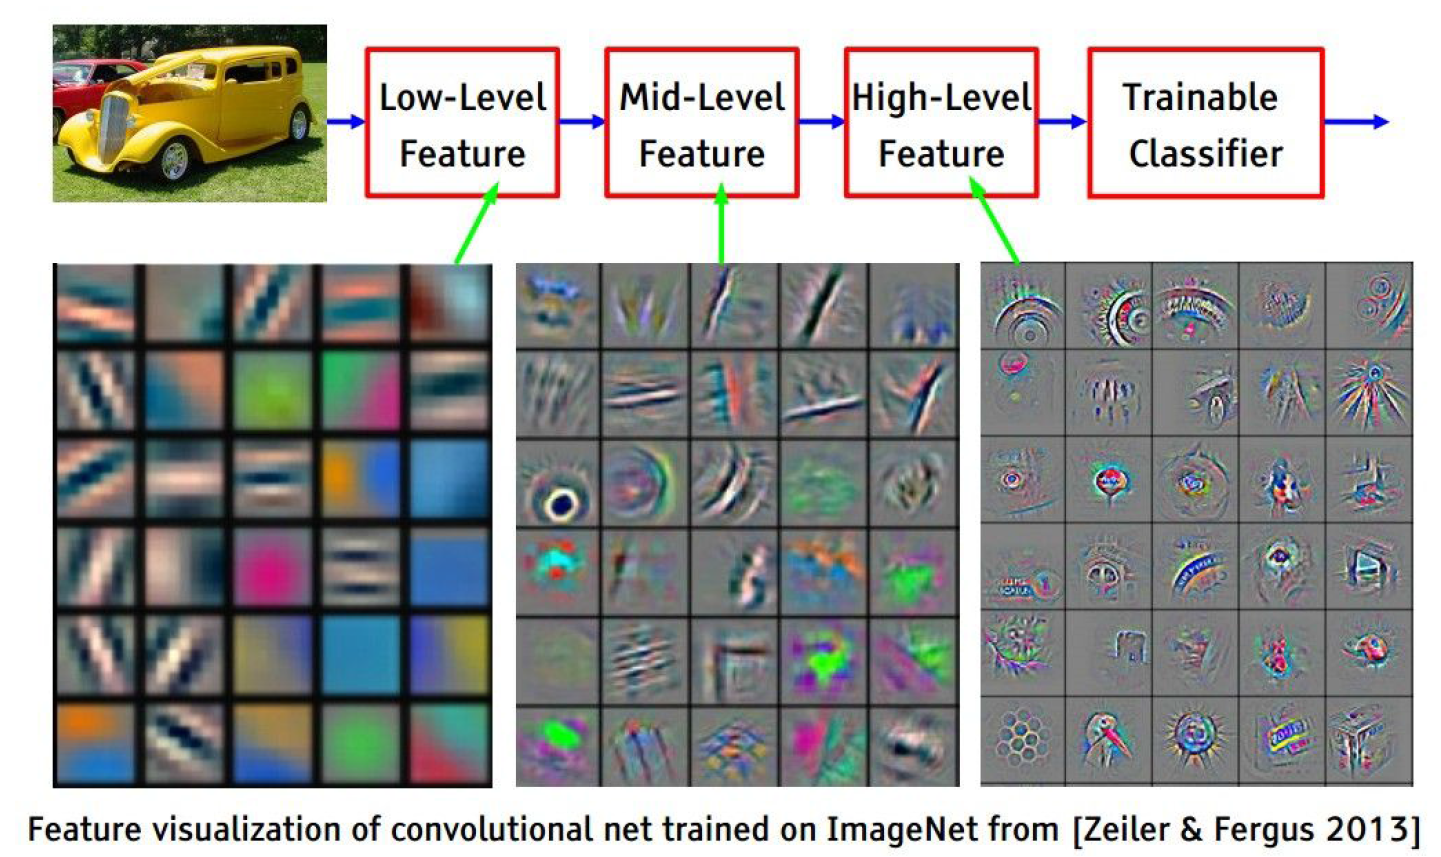 Low-Level
Feature
Mid-Level
Feature
High-Level
Feature
Trainable
Classifier
Feature visualization of convolutional net trained on ImageNet from [Zeiler & Fergus 2013]